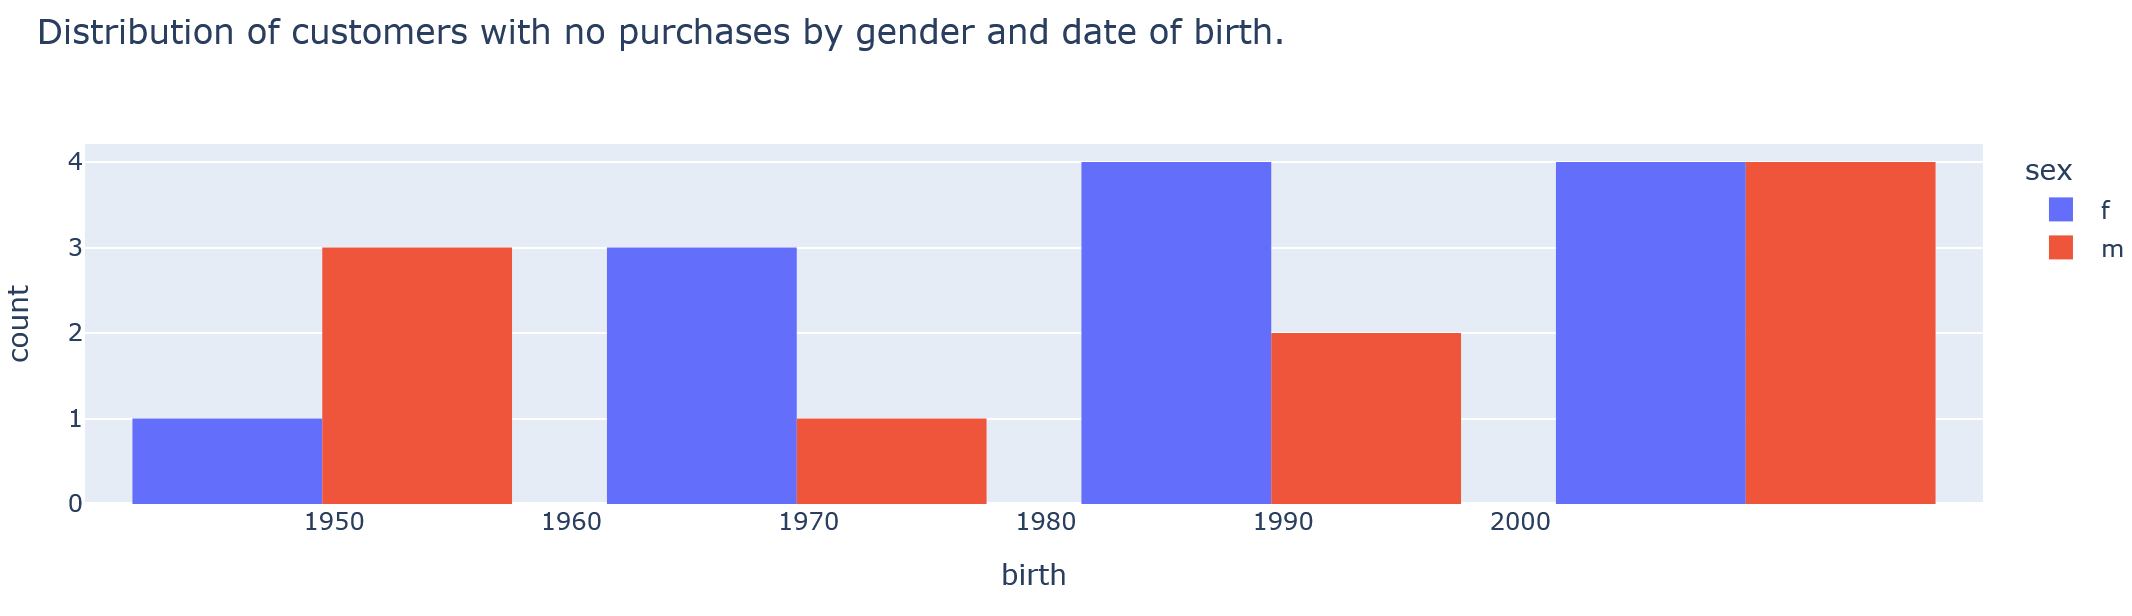 Distribution of customers with no purchases by gender and date of birth.
4
3
2
1
0
count
1950 1960 1970 1980 1990 2000
birth
sex
f
m